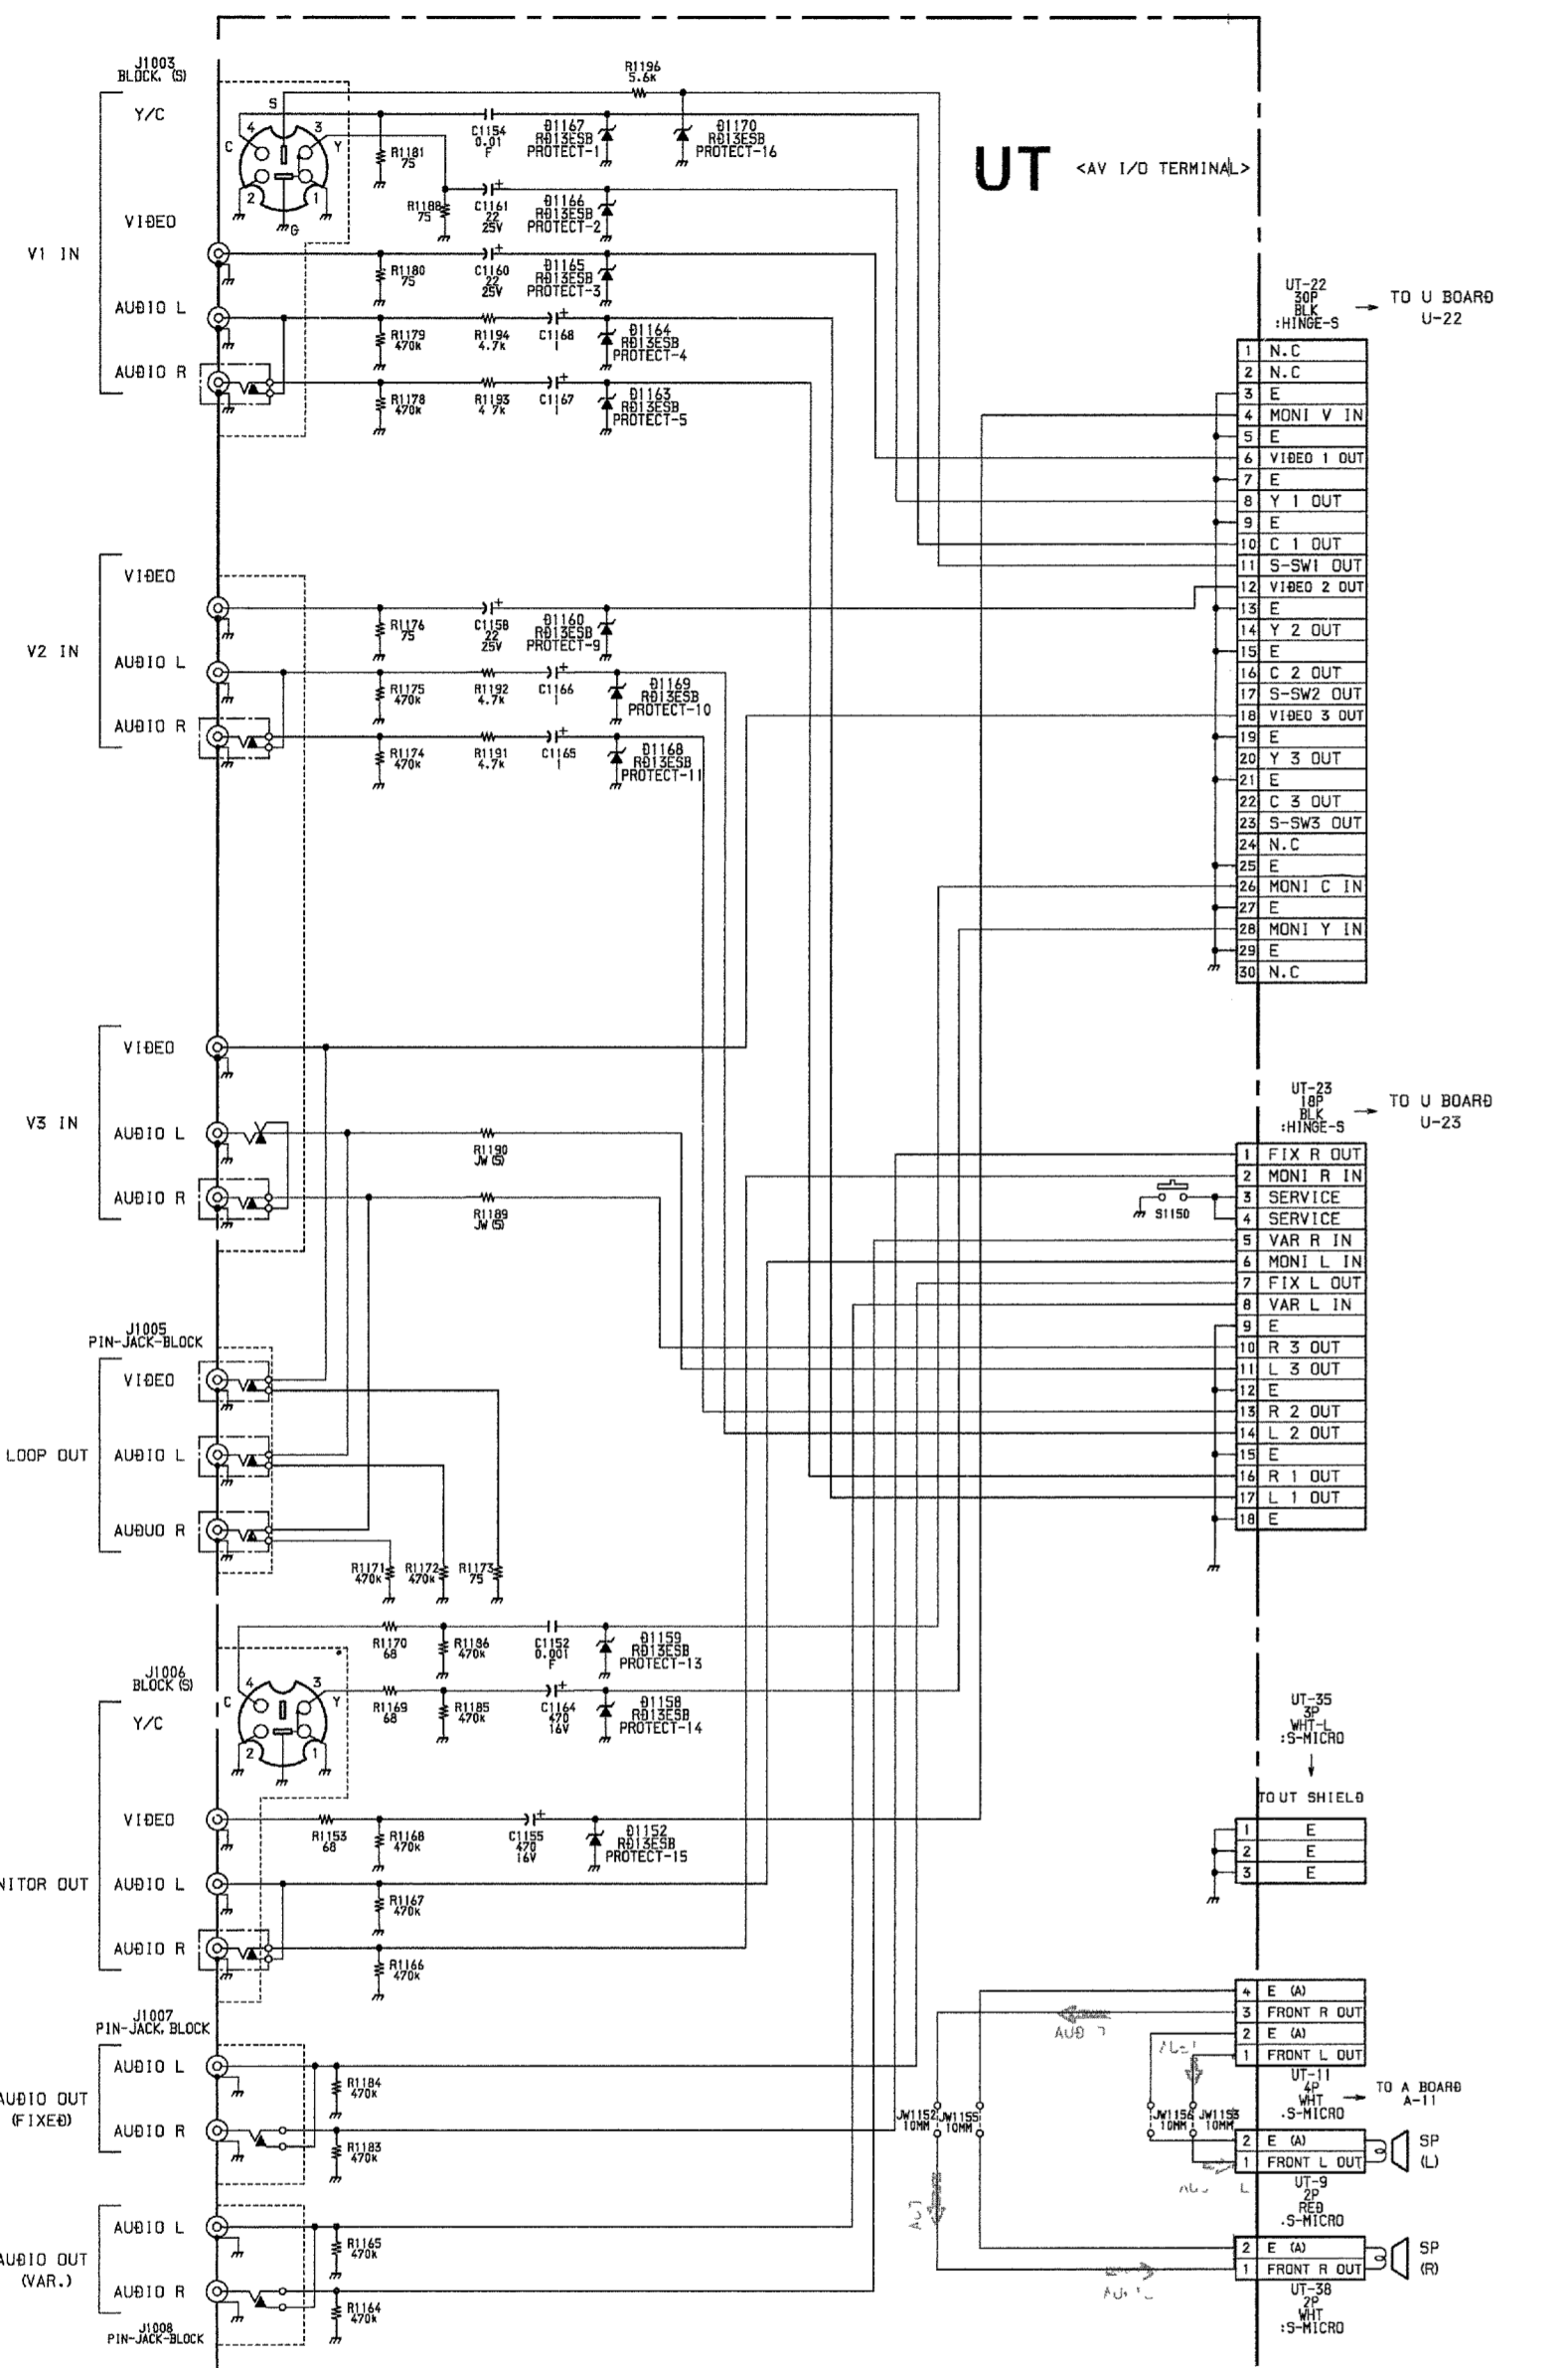 J1003
BLOCK. (S)
Y/C
S
4
3
C
Y
2
1
G
R1196
5.6k
R1181
75
C1154
0.01
F
D1167
RD13ESB
PROTECT-1
D1170
RD13ESB
PROTECT-16
UT <AV I/O TERMINAL>
R1188
75
C1161
22
25V
D1166
RD13ESB
PROTECT-2
V1 IN
VIDEO
R1180
75
C1160
22
25V
D1165
RD13ESB
PROTECT-3
AUDIO L
R1179
470k
R1194
4.7k
C1168
1
D1164
RD13ESB
PROTECT-4
AUDIO R
R1178
470k
R1193
4 7k
C1167
1
D1163
RD13ESB
PROTECT-5
UT-22
30P
BLK
:HINGE-S
TO U BOARD
U-22
1 N.C
2 N.C
3 E
4 MONI V IN
5 E
6 VIDEO 1 OUT
7 E
8 Y 1 OUT
9 E
10 C 1 OUT
11 S-SW1 OUT
12 VIDEO 2 OUT
13 E
14 Y 2 OUT
15 E
16 C 2 OUT
17 S-SW2 OUT
18 VIDEO 3 OUT
19 E
20 Y 3 OUT
21 E
22 C 3 OUT
23 S-SW3 OUT
24 N.C
25 E
26 MONI C IN
27 E
28 MONI Y IN
29 E
30 N.C
V2 IN
VIDEO
R1176
75
C1158
22
25V
D1160
RD13ESB
PROTECT-9
AUDIO L
R1175
470k
R1192
4.7k
C1166
1
D1169
RD13ESB
PROTECT-10
AUDIO R
R1174
470k
R1191
4.7k
C1165
1
D1168
RD13ESB
PROTECT-11
V3 IN
VIDEO
AUDIO L
R1190
JW (5)
AUDIO R
R1189
JW (5)
UT-23
18P
BLK
:HINGE-S
TO U BOARD
U-23
S1150
1 FIX R OUT
2 MONI R IN
3 SERVICE
4 SERVICE
5 VAR R IN
6 MONI L IN
7 FIX L OUT
8 VAR L IN
9 E
10 R 3 OUT
11 L 3 OUT
12 E
13 R 2 OUT
14 L 2 OUT
15 E
16 R 1 OUT
17 L 1 OUT
18 E
J1005
PIN-JACK-BLOCK
VIDEO
LOOP OUT
AUDIO L
AUDUO R
R1171
470k
R1172
470k
R1173
75
J1006
BLOCK (S)
Y/C
4
3
C
Y
2
1
R1170
68
R1186
470k
C1152
0.001
F
D1159
RD13ESB
PROTECT-13
R1169
68
R1185
470k
C1164
470
16V
D1158
RD13ESB
PROTECT-14
VIDEO
R1153
68
R1168
470k
C1155
470
16V
D1152
RD13ESB
PROTECT-15
NITOR OUT
AUDIO L
R1167
470k
AUDIO R
R1166
470k
UT-35
3P
WHT-L
:S-MICRO
TO UT SHIELD
1 E
2 E
3 E
J1007
PIN-JACK. BLOCK
AUDIO L
R1184
470k
AUDIO OUT
(FIXED)
AUDIO R
R1183
470k
AUDIO L
R1165
470k
AUDIO OUT
(VAR.)
AUDIO R
R1164
470k
J1008
PIN-JACK-BLOCK
4 E (A)
3 FRONT R OUT
2 E (A)
1 FRONT L OUT
UT-11
4P
WHT
.S-MICRO
TO A BOARD
A-11
JW1152
10MM
JW1155
10MM
JW1156
10MM
JW1153
10MM
2 E (A)
1 FRONT L OUT
SP
(L)
UT-9
2P
RED
.S-MICRO
2 E (A)
1 FRONT R OUT
SP
(R)
UT-38
2P
WHT
:S-MICRO